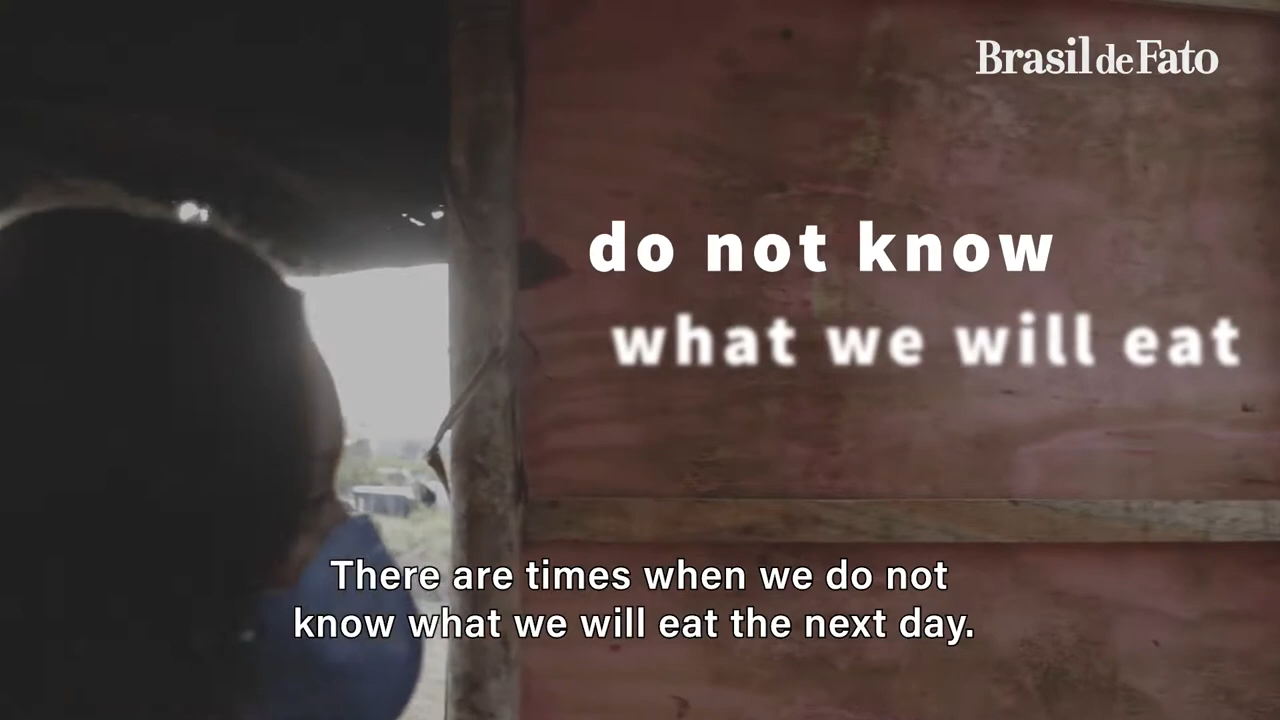 Brasil de Fato
do not know
what we will eat
There are times when we do not
know what we will eat the next day.